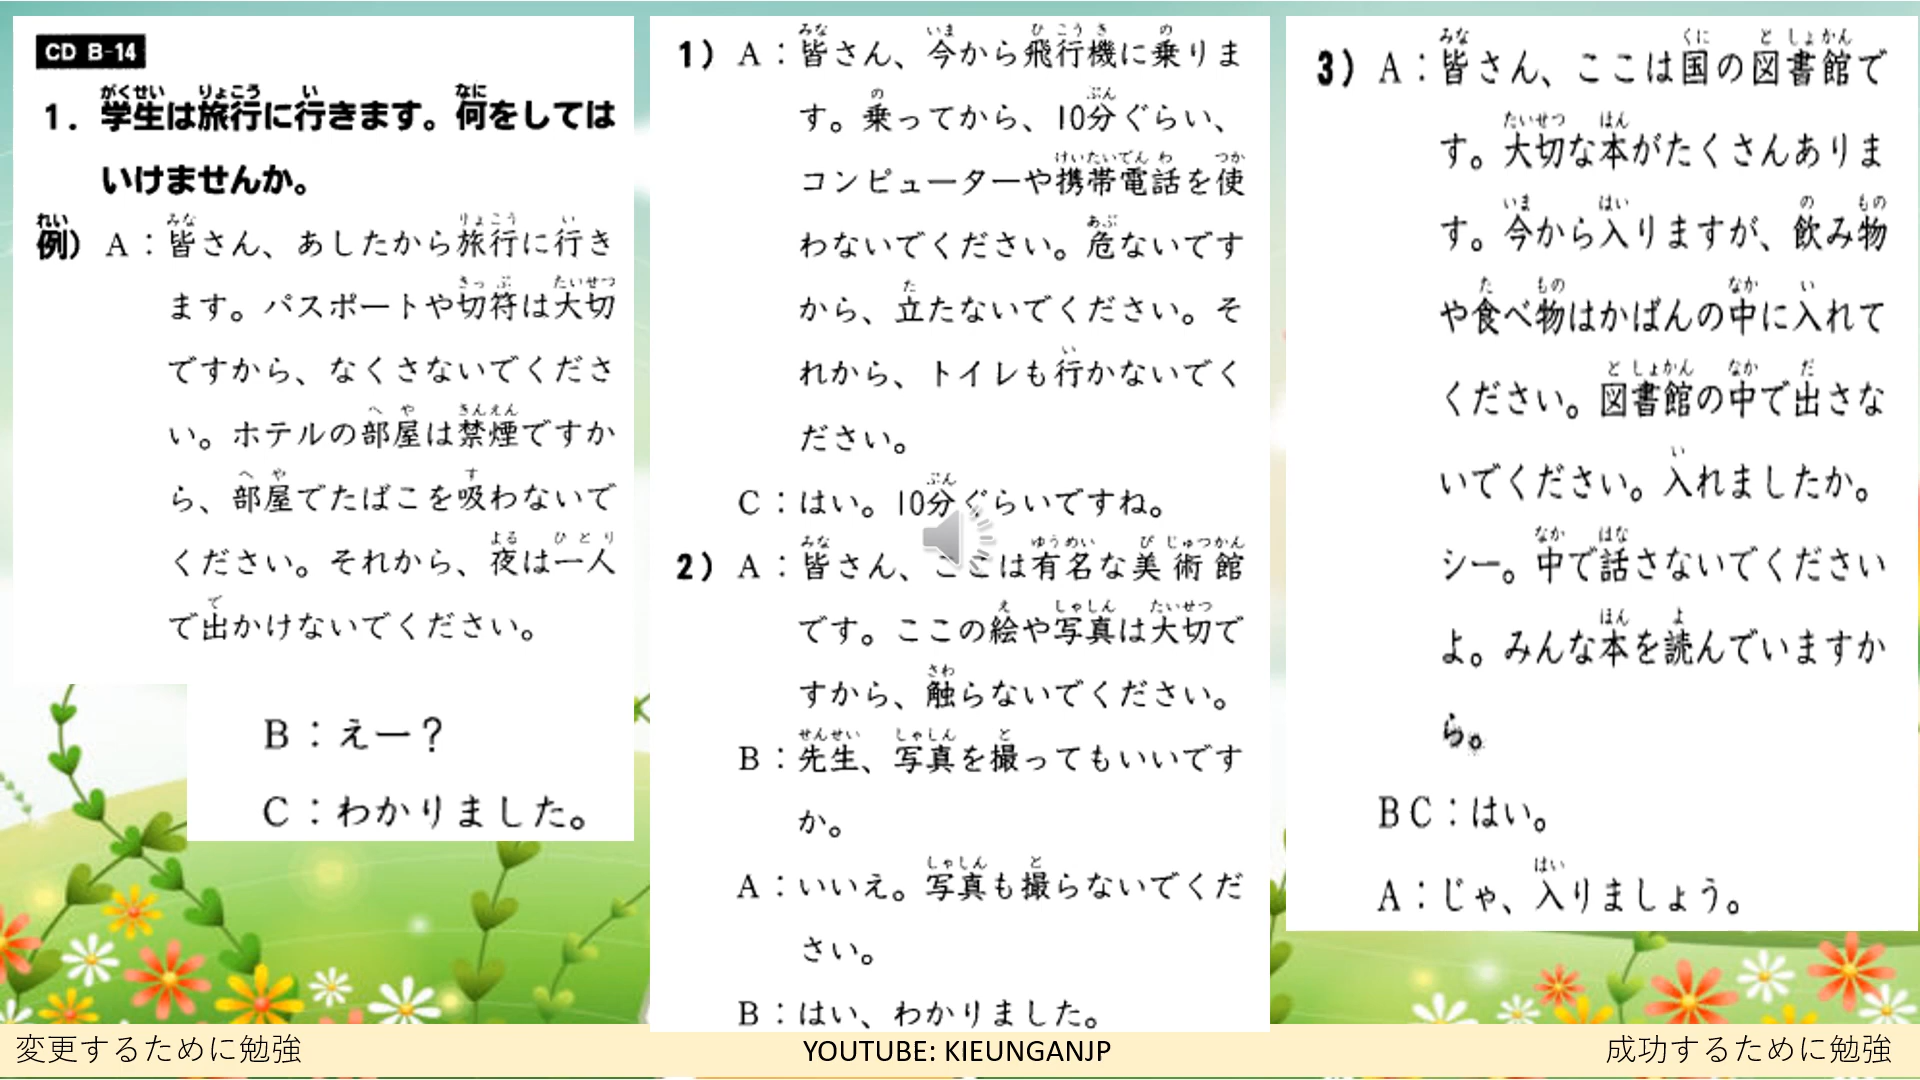 CD B-14
1．学生は旅行に行きます。何をしては
いけませんか。
例）A：皆さん、あしたから旅行に行き
ます。パスポートや切符は大切
ですから、なくさないでくださ
い。ホテルの部屋は禁煙ですか
ら、部屋でたばこを吸わないで
ください。それから、夜は一人
で出かけないでください。
B：えー？
C：わかりました。
1）A：皆さん、今から飛行機に乗りま
す。乗ってから、10分ぐらい、
コンピューターや携帯電話を使
わないでください。危ないです
から、立たないでください。そ
れから、トイレも行かないでく
ださい。
C：はい。10分ぐらいですね。
2）A：皆さん、ここは有名な美術館
です。ここの絵や写真は大切で
すから、触らないでください。
B：先生、写真を撮ってもいいです
か。
A：いいえ。写真も撮らないでくだ
さい。
B：はい、わかりました。
3）A：皆さん、ここは国の図書館で
す。大切な本がたくさんありま
す。今から入りますが、飲み物
や食べ物はかばんの中に入れて
ください。図書館の中で出さな
いでください。入れましたか。
シー。中で話さないでください
よ。みんな本を読んでいますか
ら。
BC：はい。
A：じゃ、入りましょう。
変更するために勉強
YOUTUBE: KIEUNGANJP
成功するために勉強